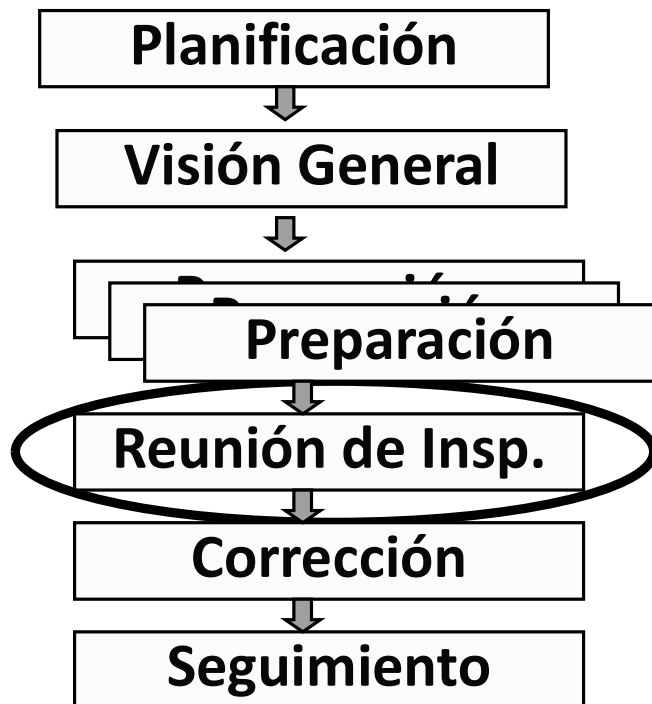 Planificación
Visión General
Preparación
Reunión de Insp.
Corrección
Seguimiento